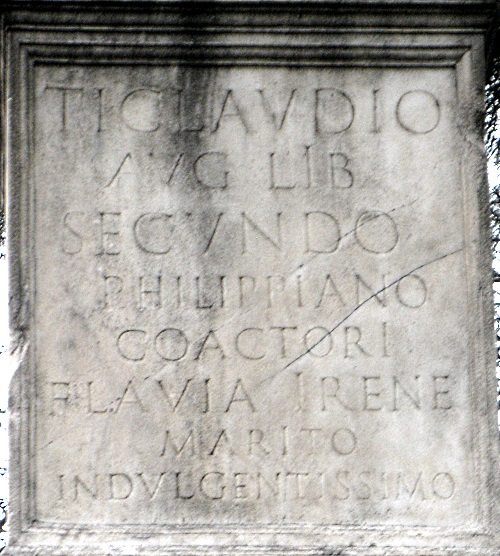 TI CLAVDIO
AVG LIB
SECVNDO
PHILIPPIANO
COACTORI
FLAVIA IRENE
MARITO
INDVLGENTISSIMO